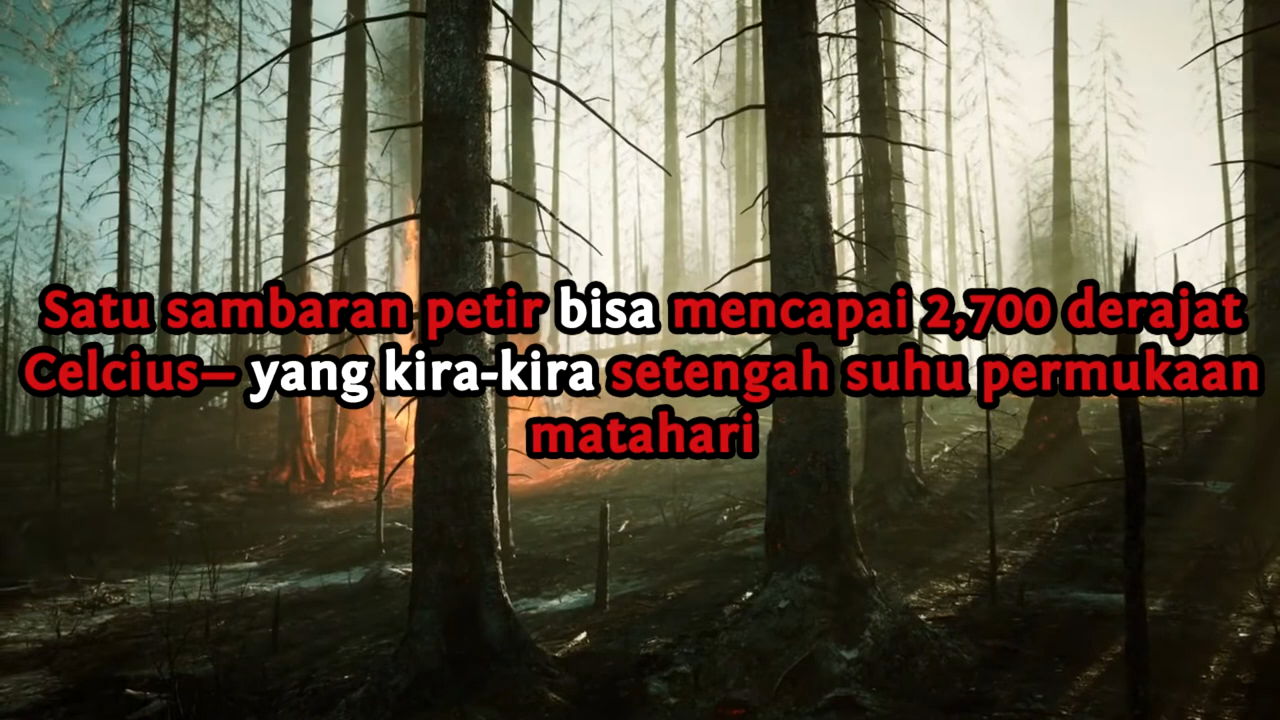 Satu sambaran petir bisa mencapai 2,700 derajat
Celcius— yang kira-kira setengah suhu permukaan
matahari